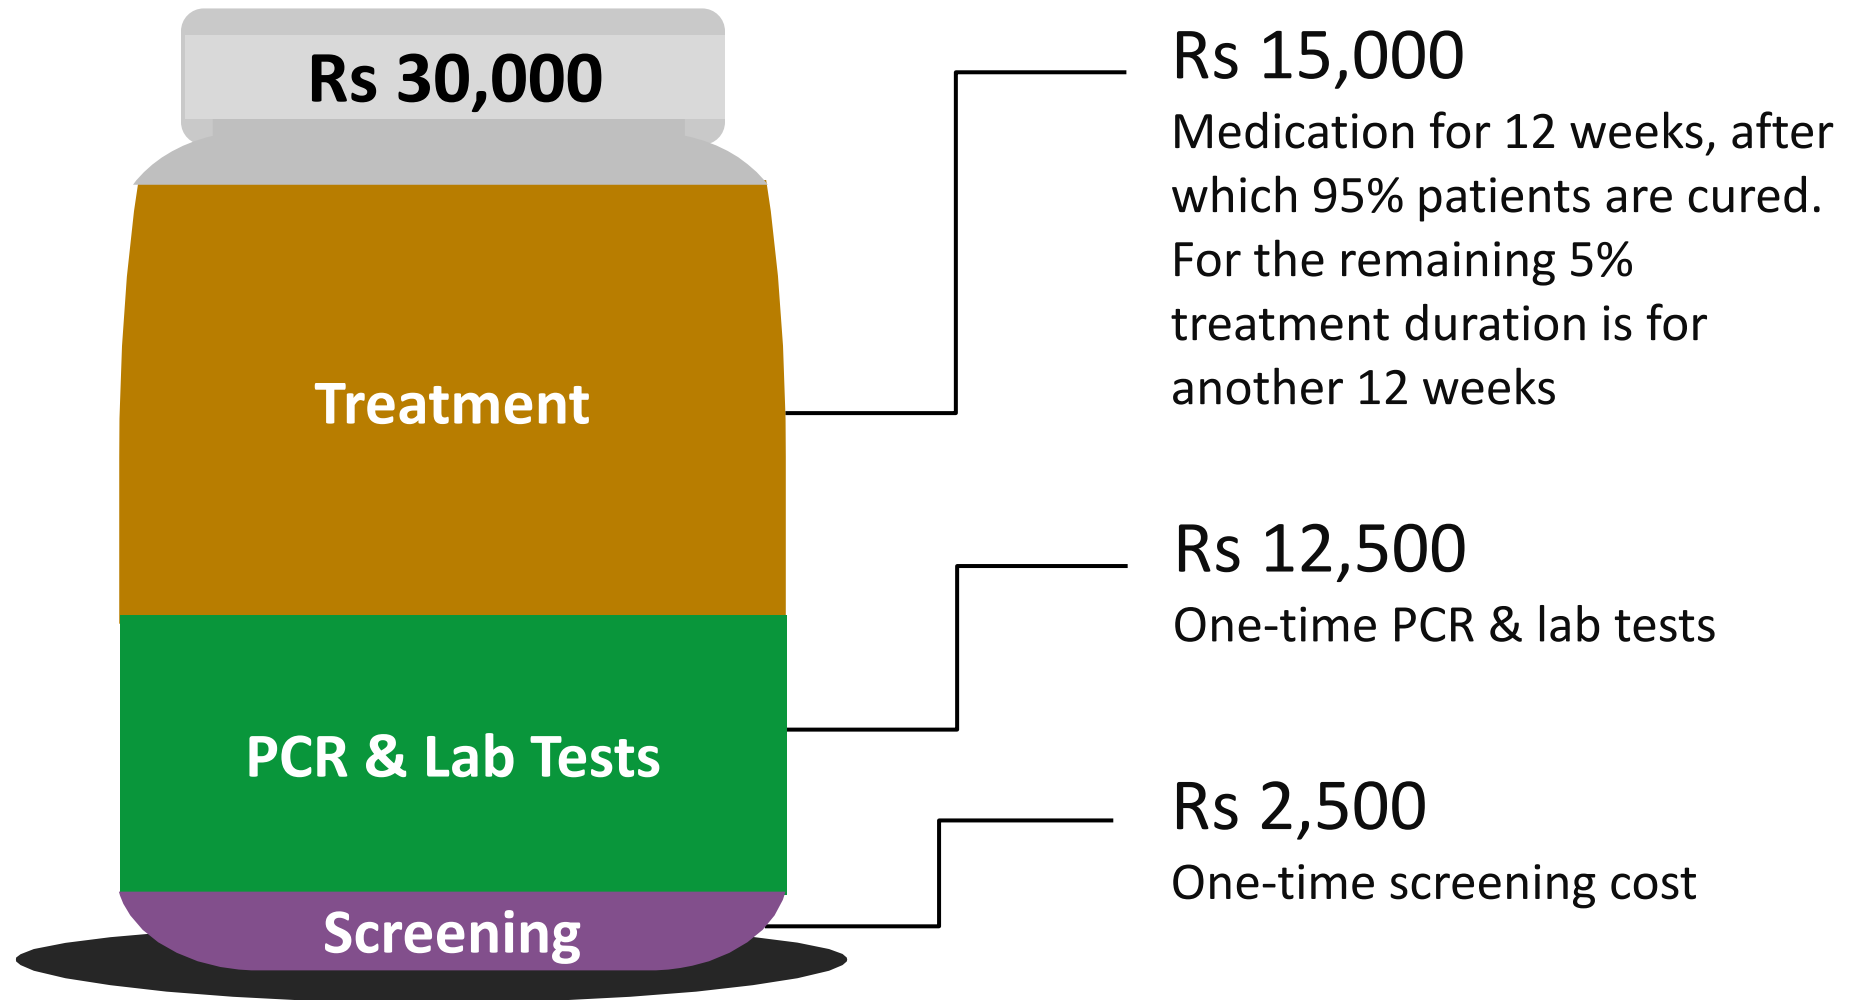 Rs 30,000
Treatment
PCR & Lab Tests
Screening
Rs 15,000
Medication for 12 weeks, after
which 95% patients are cured.
For the remaining 5%
treatment duration is for
another 12 weeks
Rs 12,500
One-time PCR & lab tests
Rs 2,500
One-time screening cost